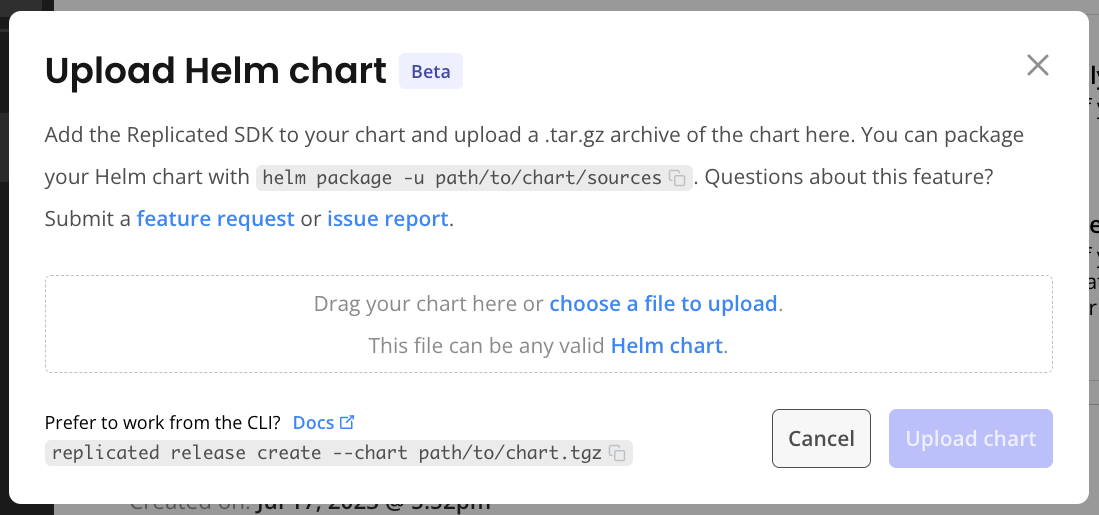 Upload Helm chart Beta
Add the Replicated SDK to your chart and upload a .tar.gz archive of the chart here. You can package
your Helm chart with helm package -u path/to/chart/sources . Questions about this feature?
Submit a feature request or issue report.
Drag your chart here or choose a file to upload.
This file can be any valid Helm chart.
Prefer to work from the CLI? Docs
replicated release create --chart path/to/chart.tgz
Cancel
Upload chart